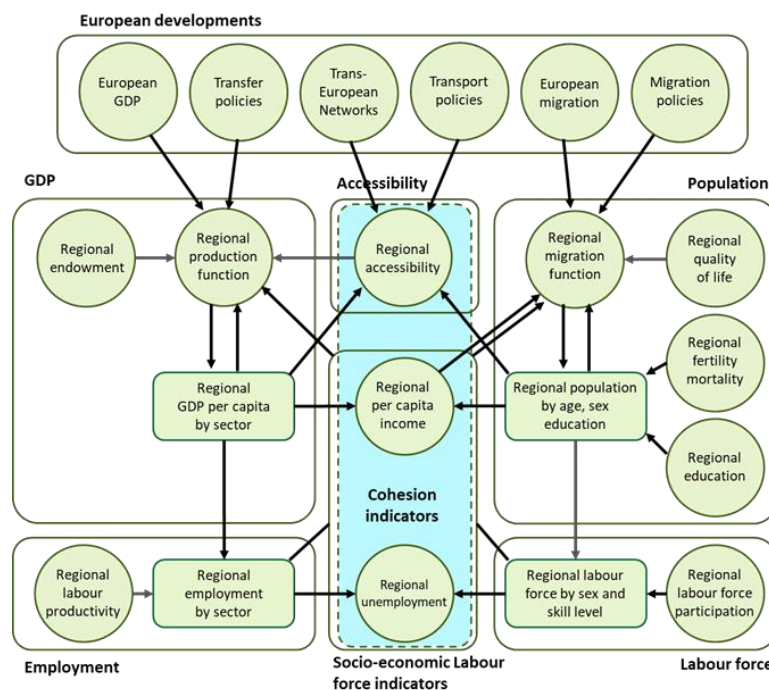 European developments
European
GDP
Transfer
policies
Trans-
European
Networks
Transport
policies
European
migration
Migration
policies
GDP
Accessibility
Population
Regional
endowment
Regional
production
function
Regional
accessibility
Regional
migration
function
Regional
quality
of life
Regional
fertility
mortality
Regional
GDP per capita
by sector
Regional
per capita
income
Regional population
by age, sex
education
Regional
education
Cohesion
indicators
Regional
labour
productivity
Regional
employment
by sector
Regional
unemployment
Regional labour
force by sex and
skill level
Regional
labour force
participation
Employment
Socio-economic Labour
force indicators
Labour force